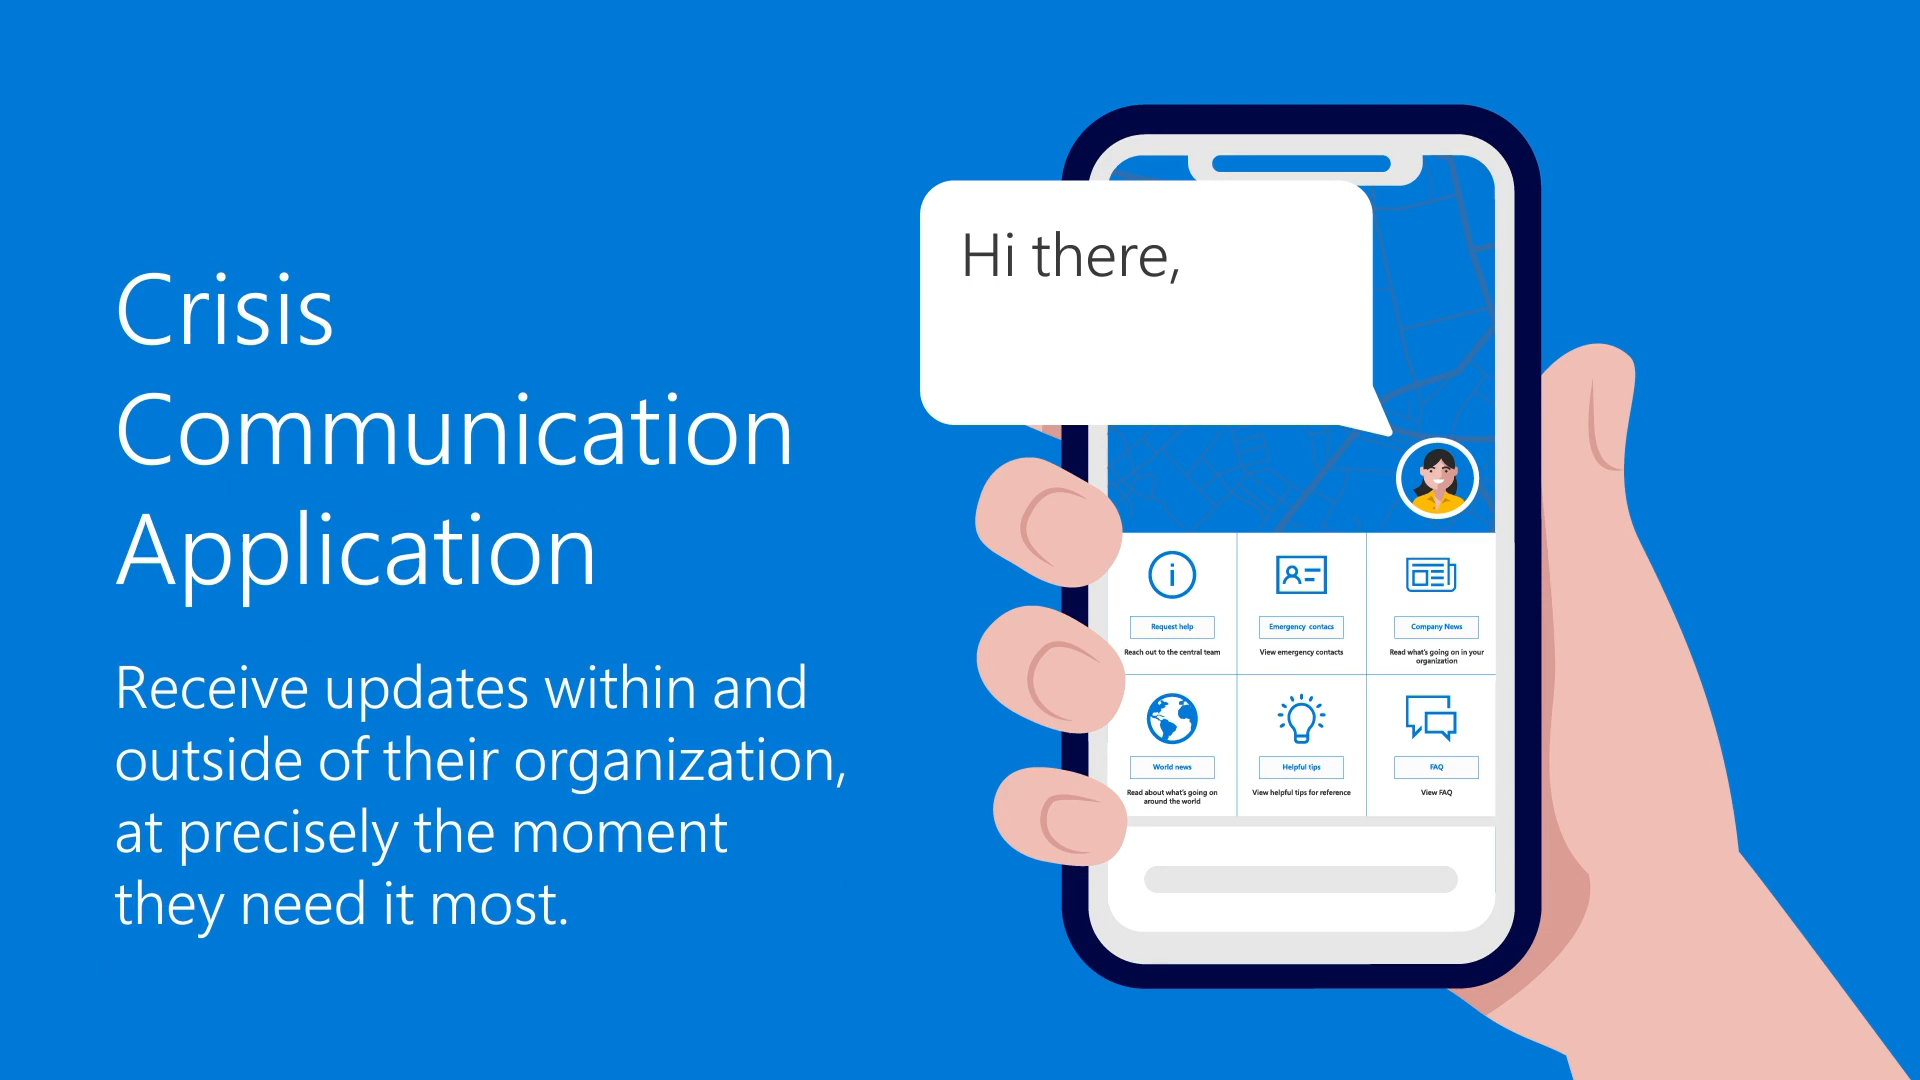 Crisis
Communication
Application
Receive updates within and
outside of their organization,
at precisely the moment
they need it most.
Hi there,
Request help
Emergency contacs
Company News
Reach out to the central team
View emergency contacts
Read what's going on in your
organization
World news
Helpful tips
FAQ
Read about what's going on
around the world
View helpful tips for reference
View FAQ